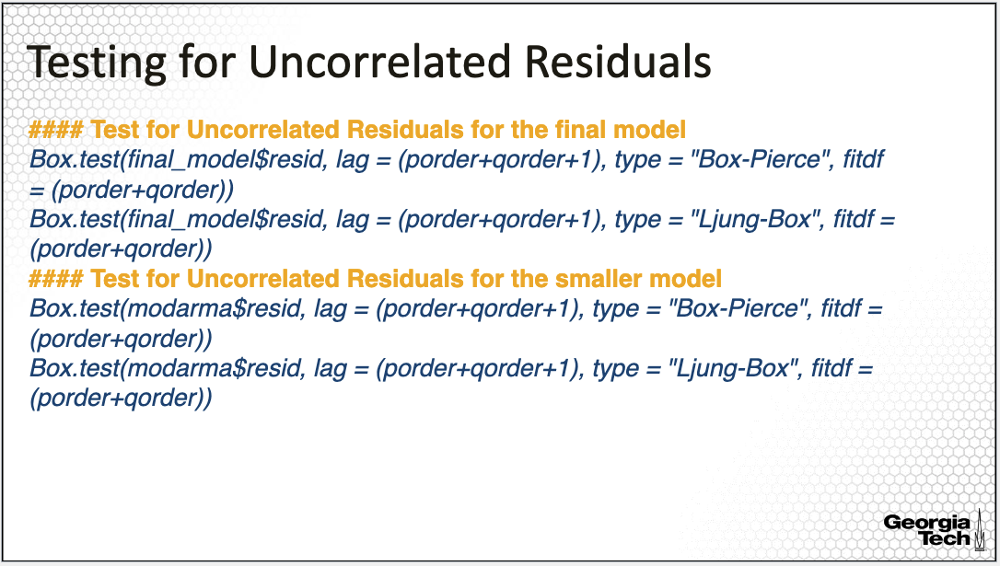 Testing for Uncorrelated Residuals
#### Test for Uncorrelated Residuals for the final model
Box.test(final_model$resid, lag = (porder+qorder+1), type = "Box-Pierce", fitdf
= (porder+qorder))
Box.test(final_model$resid, lag = (porder+qorder+1), type = "Ljung-Box", fitdf =
(porder+qorder))
#### Test for Uncorrelated Residuals for the smaller model
Box.test(modarma$resid, lag = (porder+qorder+1), type = "Box-Pierce", fitdf =
(porder+qorder))
Box.test(modarma$resid, lag = (porder+qorder+1), type = "Ljung-Box", fitdf =
(porder+qorder))
Georgia
Tech